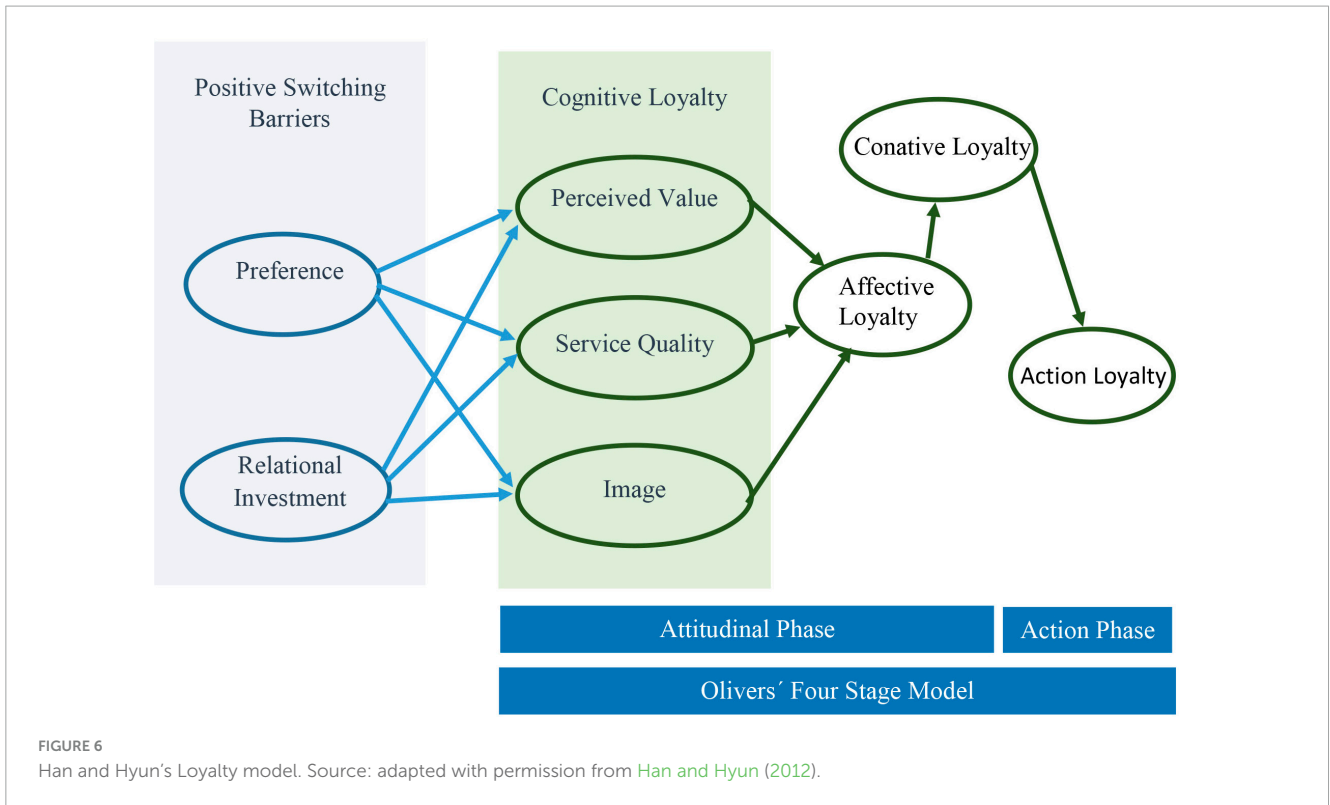 Positive Switching
Barriers
Preference
Relational
Investment
Cognitive Loyalty
Perceived Value
Service Quality
Image
Affective
Loyalty
Conative Loyalty
Action Loyalty
Attitudinal Phase
Action Phase
Olivers´ Four Stage Model
FIGURE 6
Han and Hyun’s Loyalty model. Source: adapted with permission from Han and Hyun (2012).